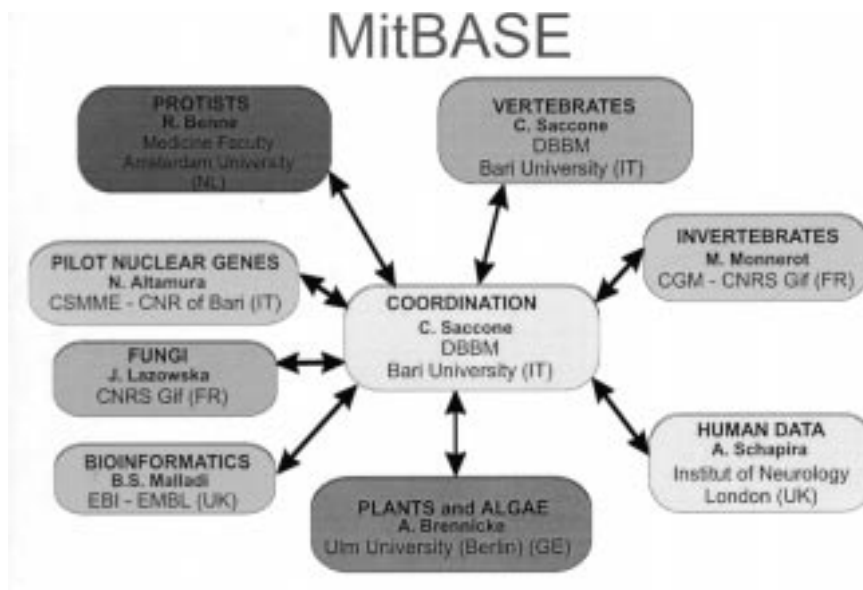 MitBASE
PROTISTS
R. Benne
Medicine Faculty
Amsterdam University
(NL)
VERTEBRATES
C. Saccone
DBBM
Bari University (IT)
PILOT NUCLEAR GENES
N. Altamura
CSMME - CNR of Bari (IT)
INVERTEBRATES
M. Monnerot
CGM - CNRS Gif (FR)
COORDINATION
C. Saccone
DBBM
Bari University (IT)
FUNGI
J. Lazowska
CNRS Gif (FR)
BIOINFORMATICS
B.S. Malladi
EBI - EMBL (UK)
HUMAN DATA
A. Schapira
Institut of Neurology
London (UK)
PLANTS and ALGAE
A. Brennicke
Ulm University (Berlin) (GE)